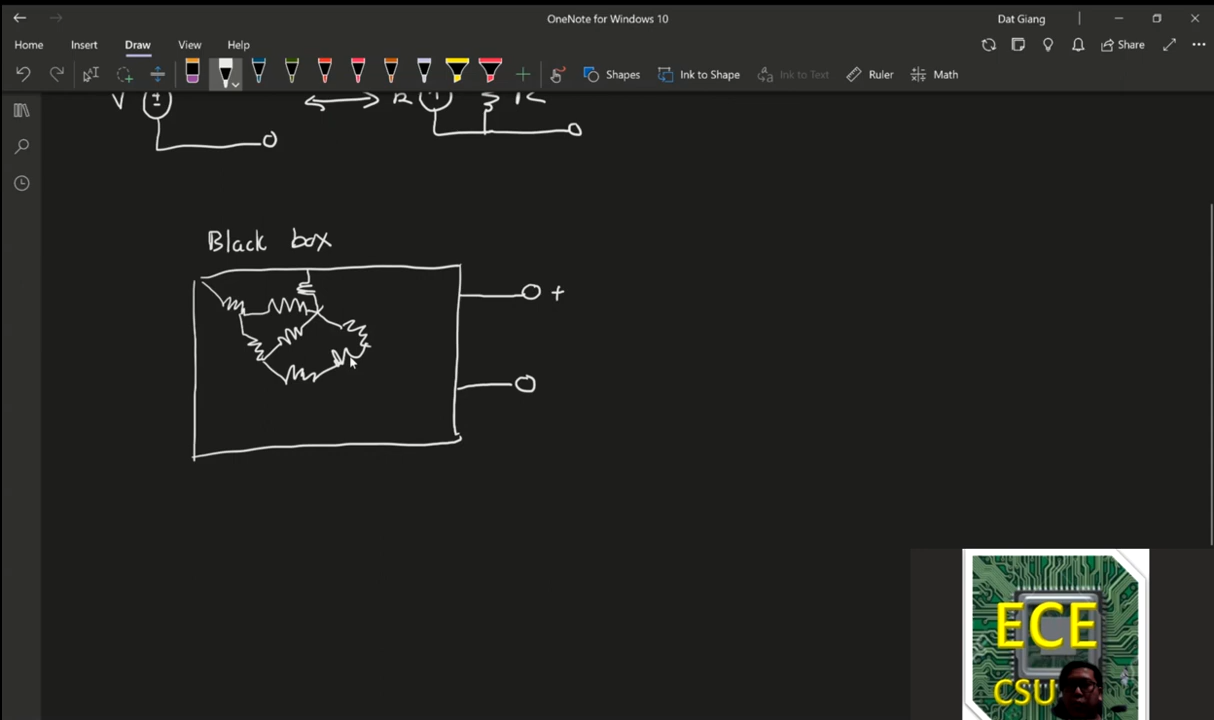 OneNote for Windows 10
Dat Giang
Home Insert Draw View Help
Share
Shapes Ink to Shape Ink to Text Ruler Math
V
R
Black box
+
ECE
CSU